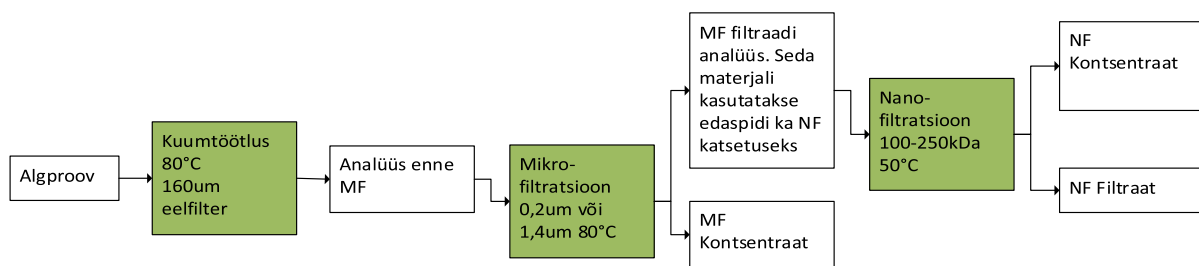 Algproov
Kuumtöötlus
80°C
160um
eelfilter
Analüüs enne
MF
Mikro-
filtratsioon
0,2um või
1,4um 80°C
MF filtraadi
analüüs. Seda
materjali
kasutatakse
edaspidi ka NF
katsetuseks
MF
Kontsentraat
Nano-
filtratsioon
100-250kDa
50°C
NF
Kontsentraat
NF Filtraat